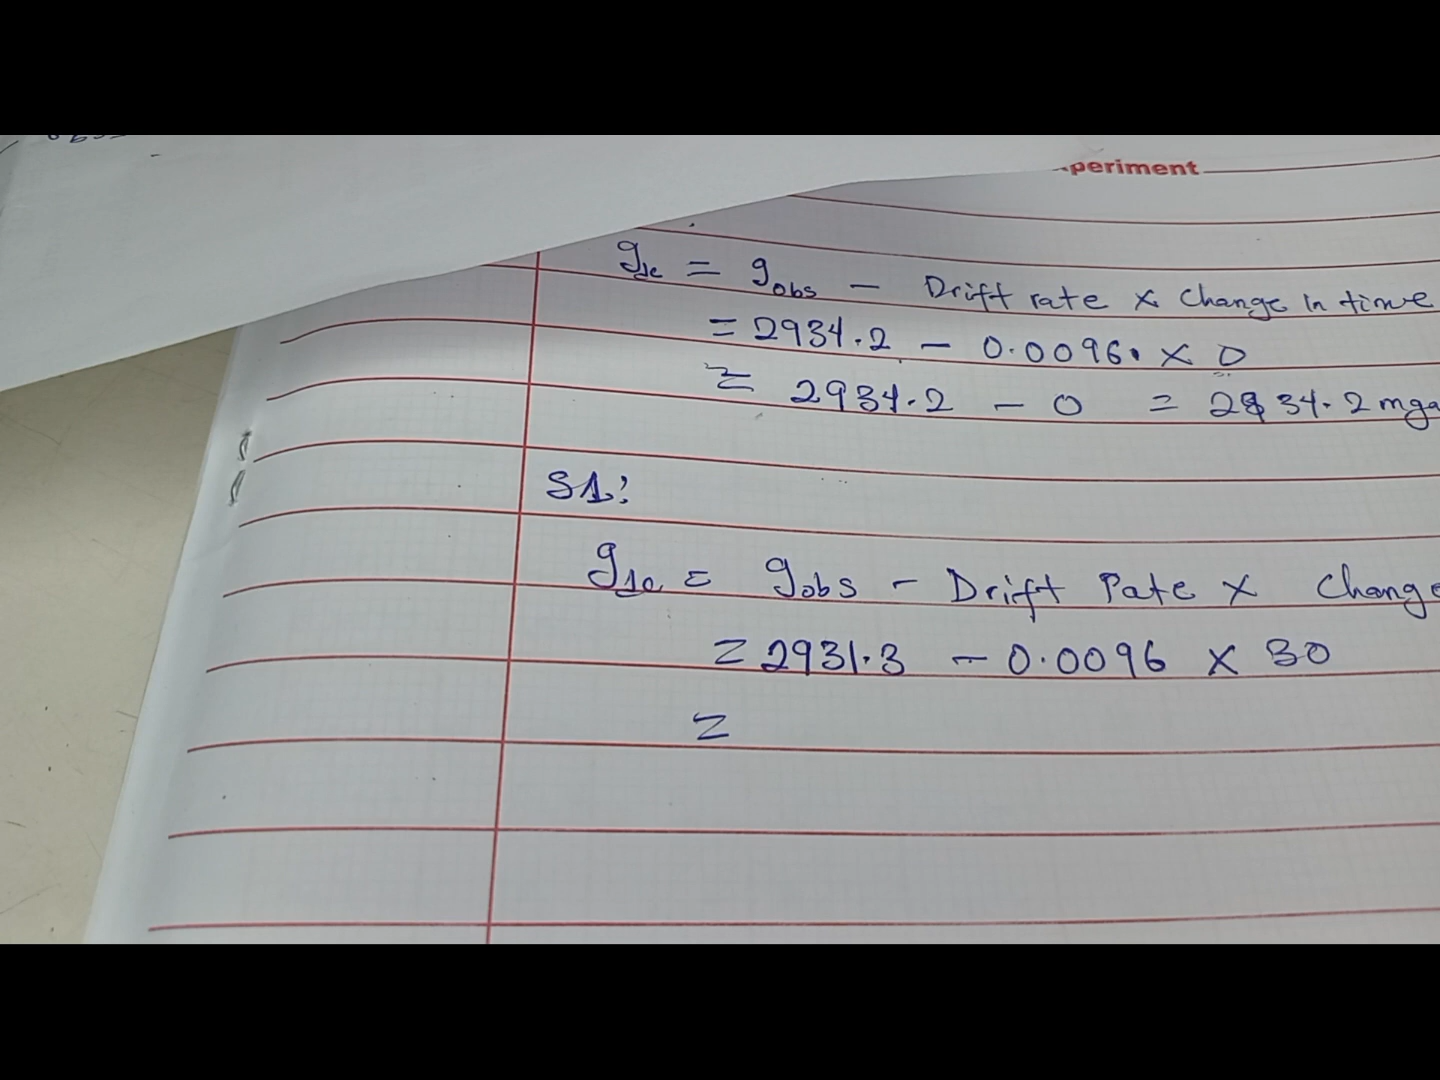 periment
g1c = gobs - Drift rate x Change in time
= 2934.2 - 0.0096 x 0
= 2934.2 - 0 = 2934.2 mga
S1:
g1c = gobs - Drift Rate x Change
= 2931.3 - 0.0096 x 30
=